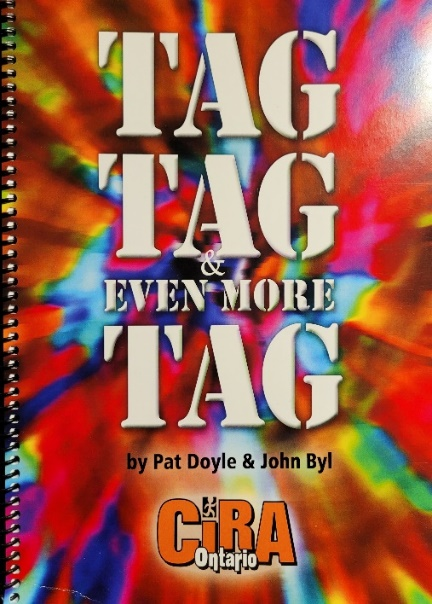 TAG
TAG
&
EVEN MORE
TAG
by Pat Doyle & John Byl
CiRA
Ontario